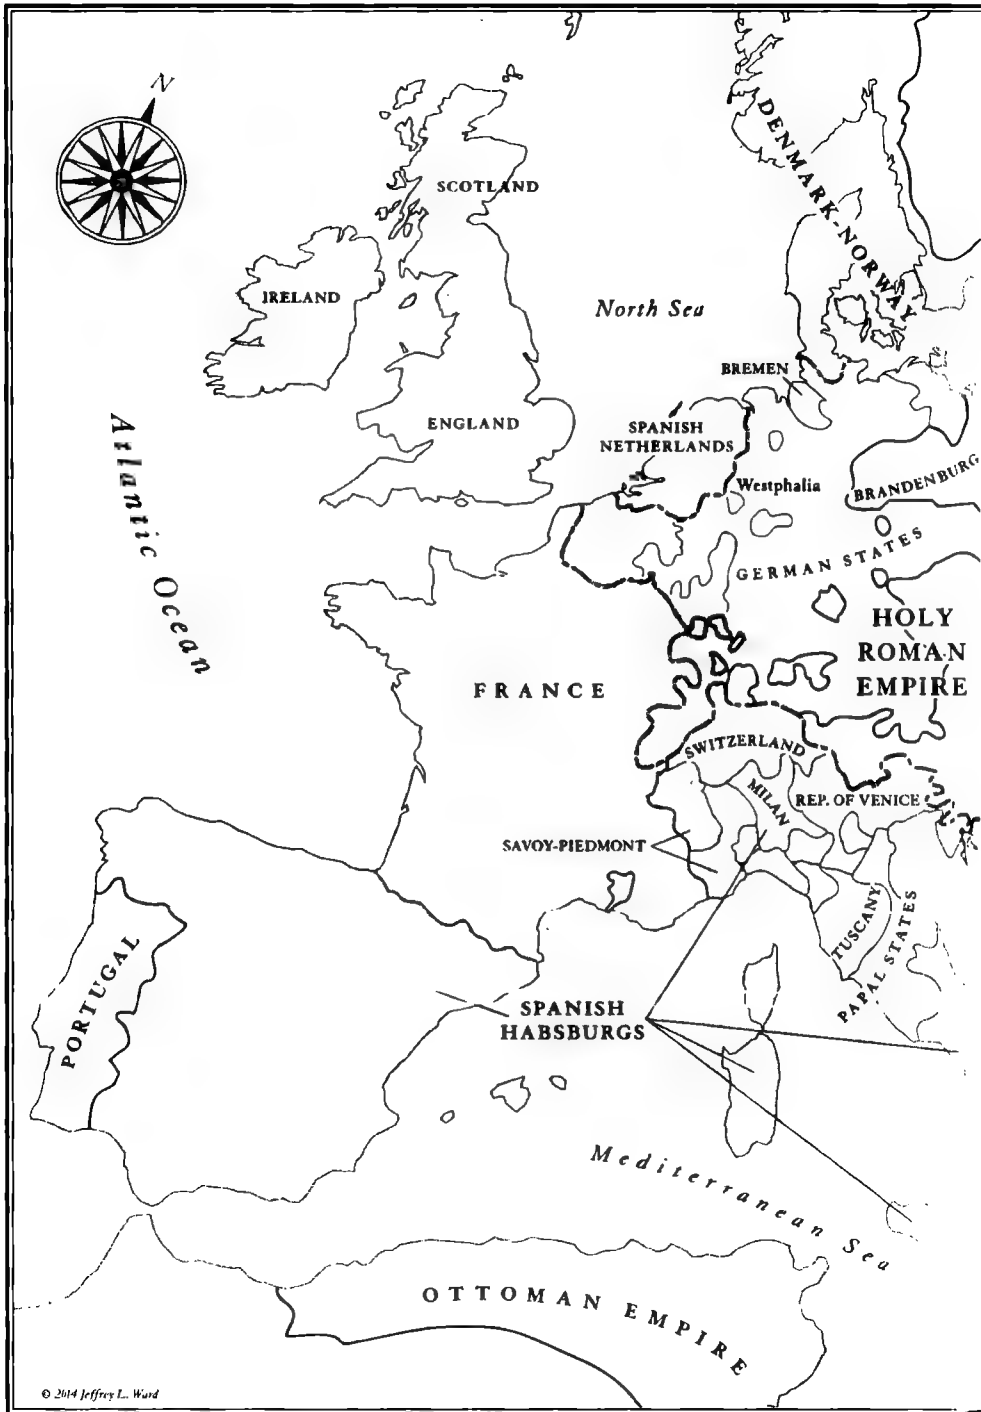 N
DENMARK-NORWAY
SCOTLAND
IRELAND
North Sea
BREMEN
ENGLAND
SPANISH
NETHERLANDS
Atlantic Ocean
Westphalia
BRANDENBURG
GERMAN STATES
HOLY
ROMAN
EMPIRE
FRANCE
SWITZERLAND
MILAN
REP. OF VENICE
SAVOY-PIEDMONT
TUSCANY
PAPAL STATES
PORTUGAL
SPANISH
HABSBURGS
Mediterranean Sea
OTTOMAN EMPIRE
© 2014 Jeffrey L. Ward